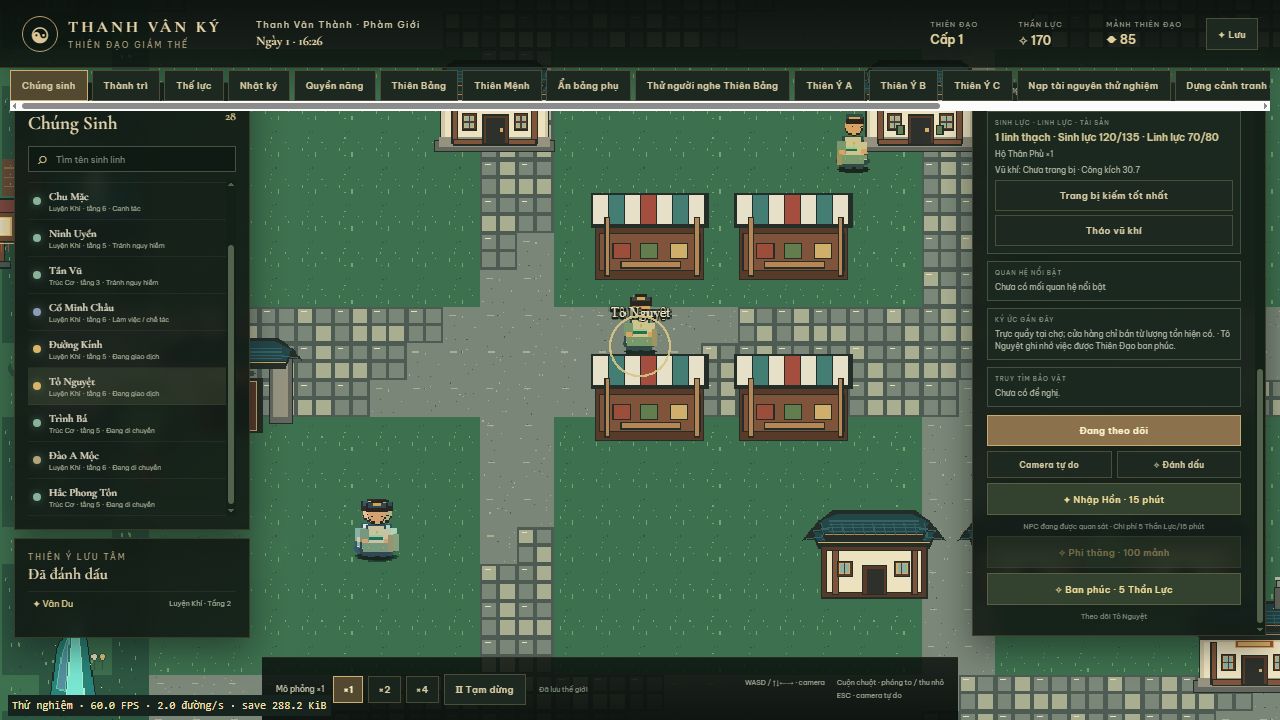 THANH VÂN KÝ
THIÊN ĐẠO GIÁM THẾ
Thanh Vân Thành · Phàm Giới
Ngày 1 · 16:26
THIÊN ĐẠO
Cấp 1
THẦN LỰC
170
MẢNH THIÊN ĐẠO
85
Lưu
Chúng sinh
Thành trì
Thế lực
Nhật ký
Quyền năng
Thiên Bảng
Thiên Mệnh
Ẩn bảng phụ
Thử người nghe Thiên Bảng
Thiên Ý A
Thiên Ý B
Thiên Ý C
Nạp tài nguyên thử nghiệm
Dựng cảnh tranh
Chúng Sinh
28
Tìm tên sinh linh
Chu Mặc
Luyện Khí · tầng 6 · Canh tác
Ninh Uyển
Luyện Khí · tầng 5 · Tránh nguy hiểm
Tần Vũ
Trúc Cơ · tầng 3 · Tránh nguy hiểm
Cố Minh Châu
Luyện Khí · tầng 6 · Làm việc / chế tác
Đường Kính
Luyện Khí · tầng 5 · Đang giao dịch
Tô Nguyệt
Luyện Khí · tầng 6 · Đang giao dịch
Trình Bá
Trúc Cơ · tầng 5 · Đang di chuyển
Đào A Mộc
Luyện Khí · tầng 6 · Đang di chuyển
Hắc Phong Tôn
Trúc Cơ · tầng 5 · Đang di chuyển
THIÊN Ý LƯU TÂM
Đã đánh dấu
Vân Du
Luyện Khí · Tầng 2
Tô Nguyệt
SINH LỰC · LINH LỰC · TÀI SẢN
1 linh thạch · Sinh lực 120/135 · Linh lực 70/80
Hộ Thân Phù ×1
Vũ khí: Chưa trang bị · Công kích 30.7
Trang bị kiếm tốt nhất
Tháo vũ khí
QUAN HỆ NỔI BẬT
Chưa có mối quan hệ nổi bật
KÝ ỨC GẦN ĐÂY
Trực quầy tại chợ; cửa hàng chỉ bán từ lượng tồn hiện có. · Tô
Nguyệt ghi nhớ việc được Thiên Đạo ban phúc.
TRUY TÌM BẢO VẬT
Chưa có đề nghị.
Đang theo dõi
Camera tự do
Đánh dấu
Nhập Hồn · 15 phút
NPC đang được quan sát · Chi phí 5 Thần Lực/15 phút
Phi thăng · 100 mảnh
Ban phúc · 5 Thần Lực
Theo dõi Tô Nguyệt
Mô phỏng ×1
×1
×2
×4
Tạm dừng
Đã lưu thế giới
WASD / ↑↓←→ · camera
Cuộn chuột · phóng to / thu nhỏ
ESC · camera tự do
Thử nghiệm · 60.0 FPS · 2.0 đường/s · save 288.2 KiB